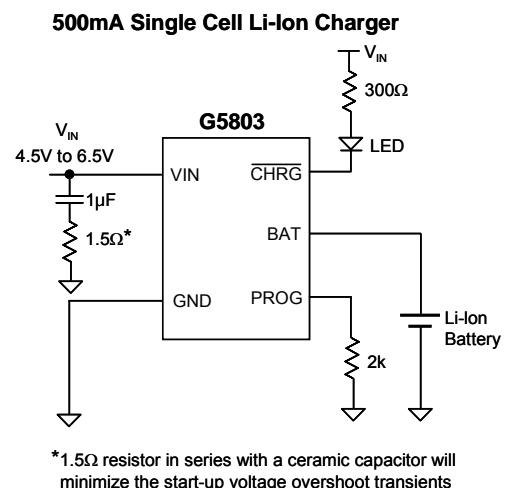 500mA Single Cell Li-Ion Charger
VIN
300Ω
G5803
LED
VIN
4.5V to 6.5V
VIN
CHRG
1µF
1.5Ω*
BAT
GND
PROG
Li-Ion
Battery
2k
*1.5Ω resistor in series with a ceramic capacitor will
minimize the start-up voltage overshoot transients